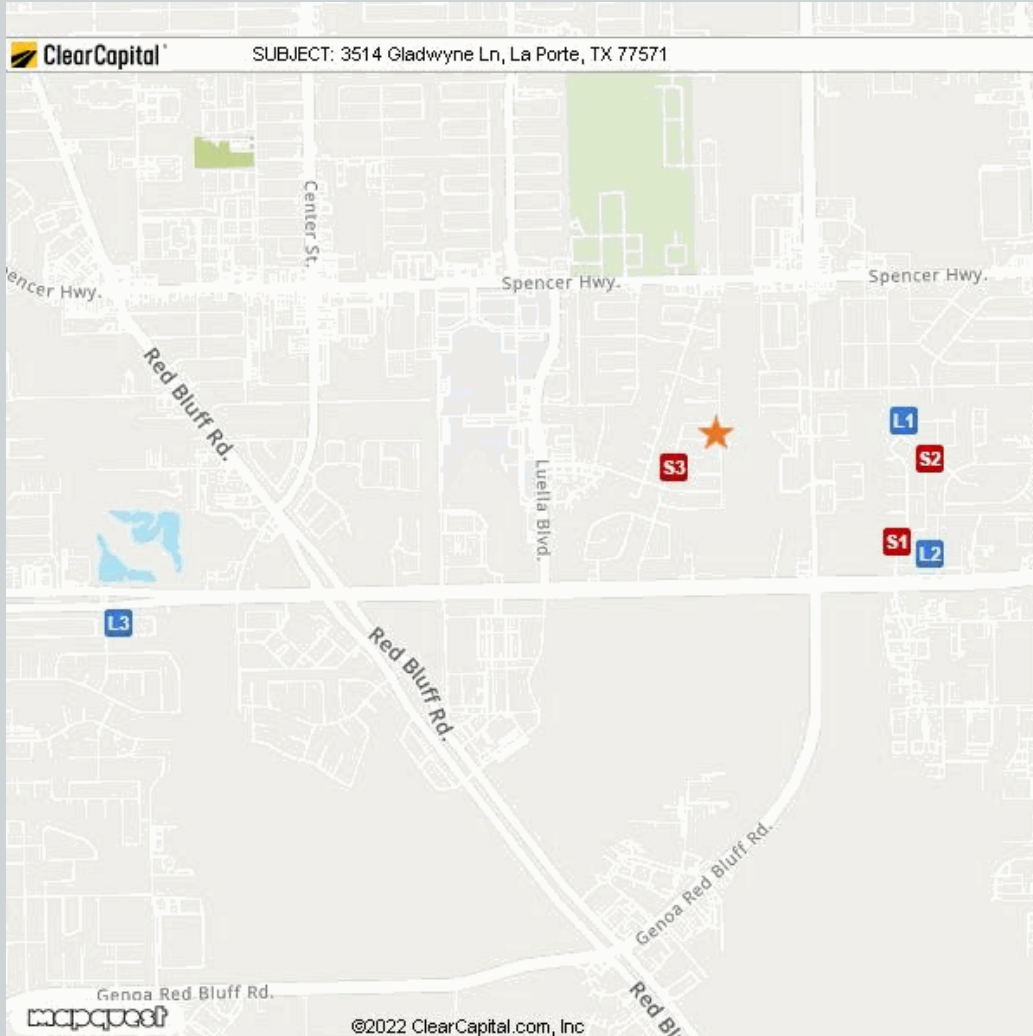 ClearCapital
SUBJECT: 3514 Gladwyne Ln, La Porte, TX 77571
Center St.
Spencer Hwy.
Spencer Hwy.
Hwy.
Red Bluff Rd.
L1
S2
S3
Luella Blvd.
S1
L2
L3
Red Bluff Rd.
Genoa Red Bluff Rd.
Genoa Red Bluff Rd.
Red
mapquest
©2022 ClearCapital.com, Inc